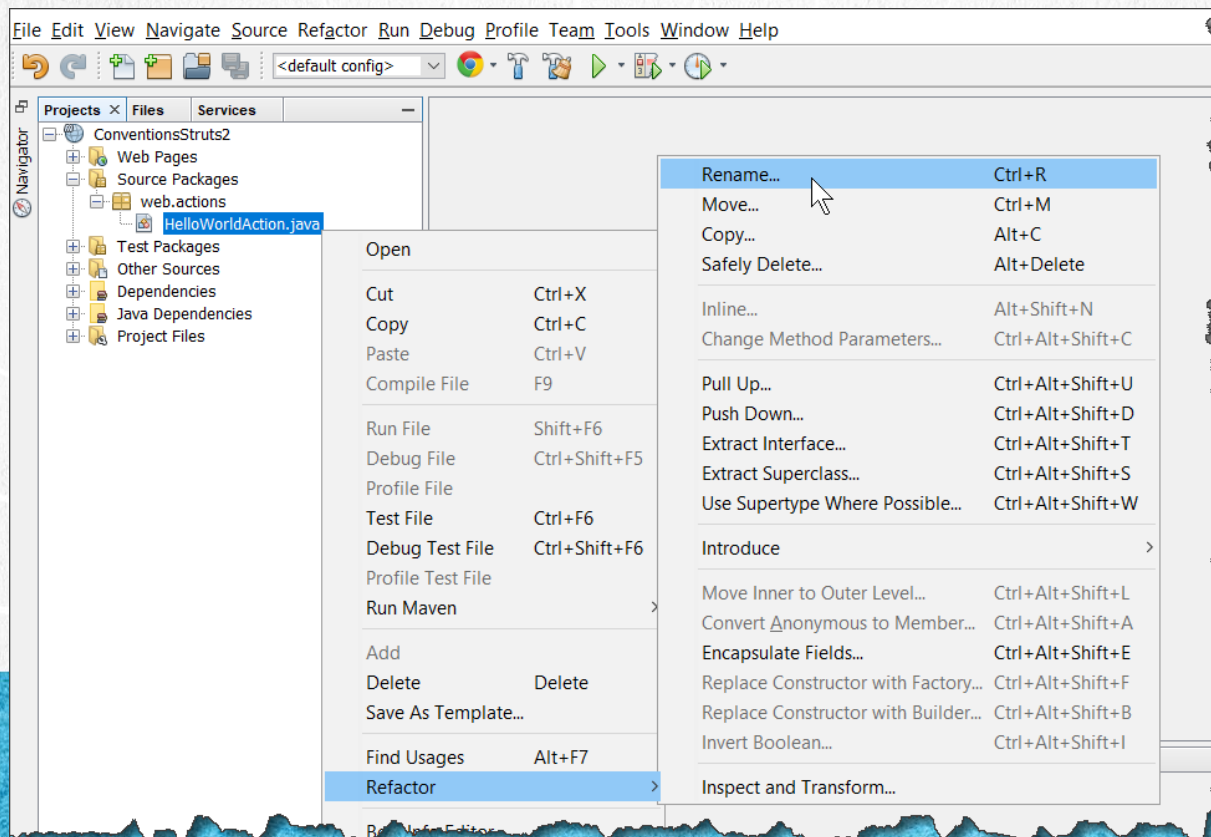 File Edit View Navigate Source Refactor Run Debug Profile Team Tools Window Help
<default config>
Projects Files Services
Navigator
ConventionsStruts2
Web Pages
Source Packages
web.actions
HelloWorldAction.java
Test Packages
Other Sources
Dependencies
Java Dependencies
Project Files
Open
Cut Ctrl+X
Copy Ctrl+C
Paste Ctrl+V
Compile File F9
Run File Shift+F6
Debug File Ctrl+Shift+F5
Profile File
Test File Ctrl+F6
Debug Test File Ctrl+Shift+F6
Profile Test File
Run Maven
Add
Delete Delete
Save As Template...
Find Usages Alt+F7
Refactor
Rename... Ctrl+R
Move... Ctrl+M
Copy... Alt+C
Safely Delete... Alt+Delete
Inline... Alt+Shift+N
Change Method Parameters... Ctrl+Alt+Shift+C
Pull Up... Ctrl+Alt+Shift+U
Push Down... Ctrl+Alt+Shift+D
Extract Interface... Ctrl+Alt+Shift+T
Extract Superclass... Ctrl+Alt+Shift+S
Use Supertype Where Possible... Ctrl+Alt+Shift+W
Introduce
Move Inner to Outer Level... Ctrl+Alt+Shift+L
Convert Anonymous to Member... Ctrl+Alt+Shift+A
Encapsulate Fields... Ctrl+Alt+Shift+E
Replace Constructor with Factory... Ctrl+Alt+Shift+F
Replace Constructor with Builder... Ctrl+Alt+Shift+B
Invert Boolean... Ctrl+Alt+Shift+I
Inspect and Transform...